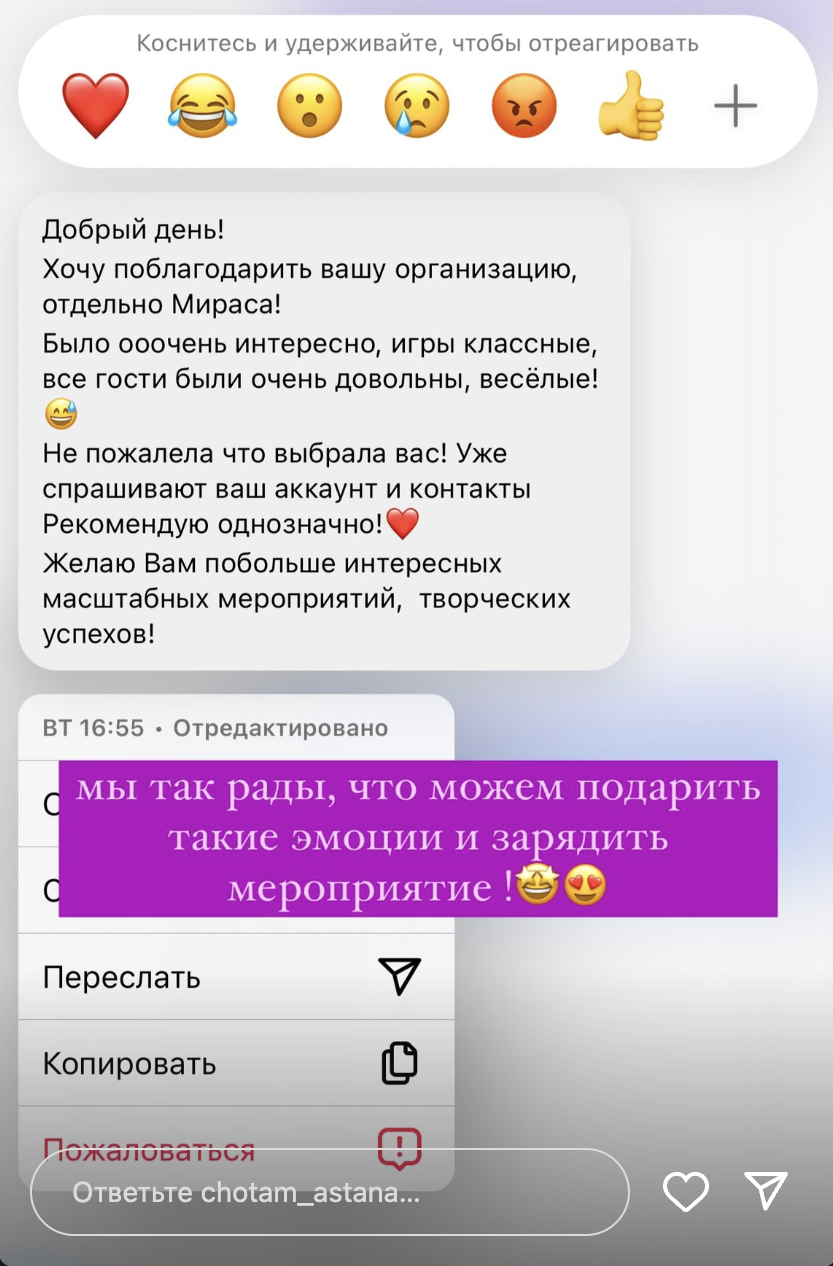 Коснитесь и удерживайте, чтобы отреагировать
Добрый день!
Хочу поблагодарить вашу организацию,
отдельно Мираса!
Было ооочень интересно, игры классные,
все гости были очень довольны, весёлые!
😅
Не пожалела что выбрала вас! Уже
спрашивают ваш аккаунт и контакты
Рекомендую однозначно!❤️
Желаю Вам побольше интересных
масштабных мероприятий,  творческих
успехов!
ВТ 16:55 • Отредактировано
мы так рады, что можем подарить
такие эмоции и зарядить
мероприятие !🤩😍
Переслать
Копировать
Пожаловаться
Ответьте chotam_astana...